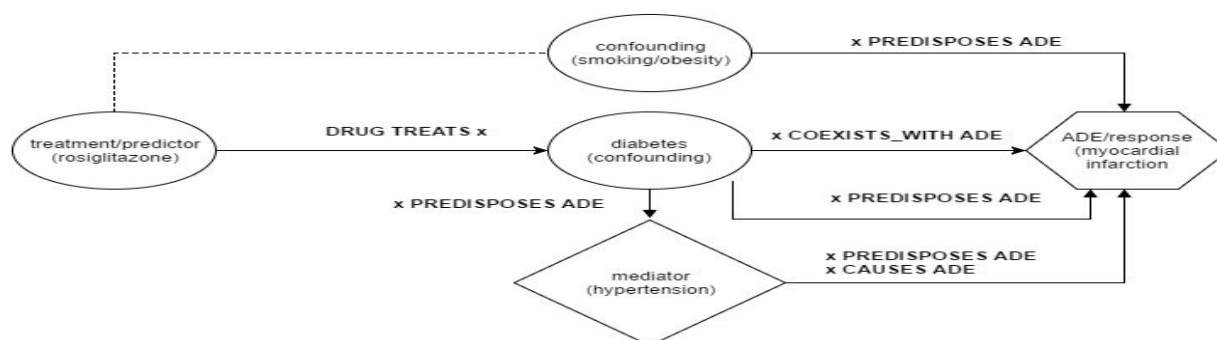 confounding
(smoking/obesity)
x PREDISPOSES ADE
treatment/predictor
(rosiglitazone)
DRUG TREATS x
diabetes
(confounding)
x COEXISTS_WITH ADE
ADE/response
(myocardial
infarction
x PREDISPOSES ADE
x PREDISPOSES ADE
mediator
(hypertension)
x PREDISPOSES ADE
x CAUSES ADE